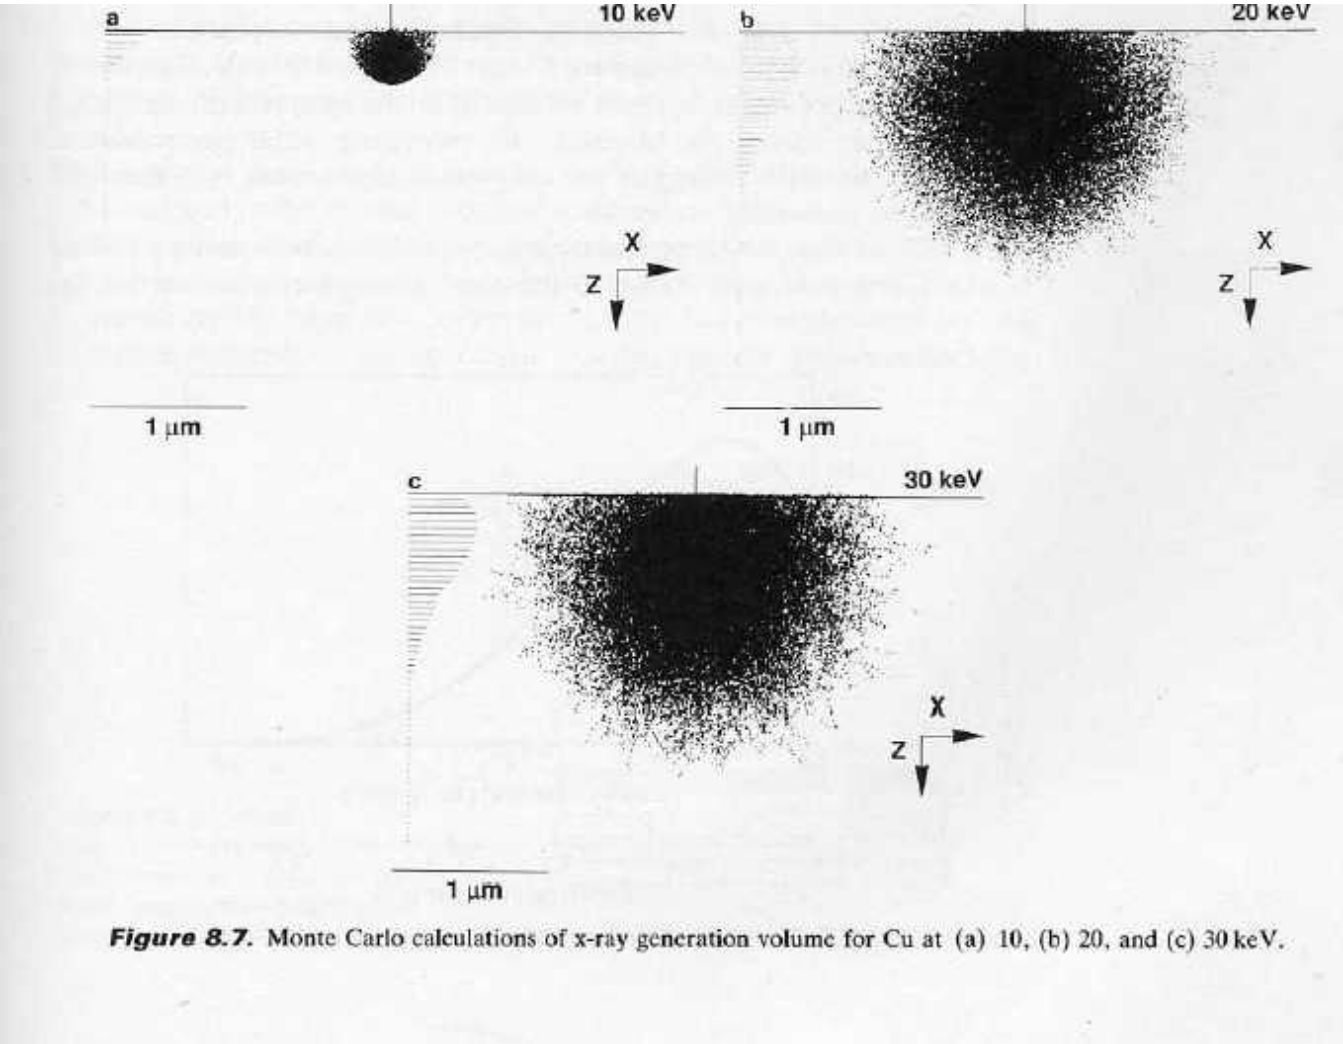 a
10 keV
b
20 keV
X
Z
X
Z
1 μm
1 μm
c
30 keV
X
Z
1 μm
Figure 8.7. Monte Carlo calculations of x-ray generation volume for Cu at (a) 10, (b) 20, and (c) 30 keV.